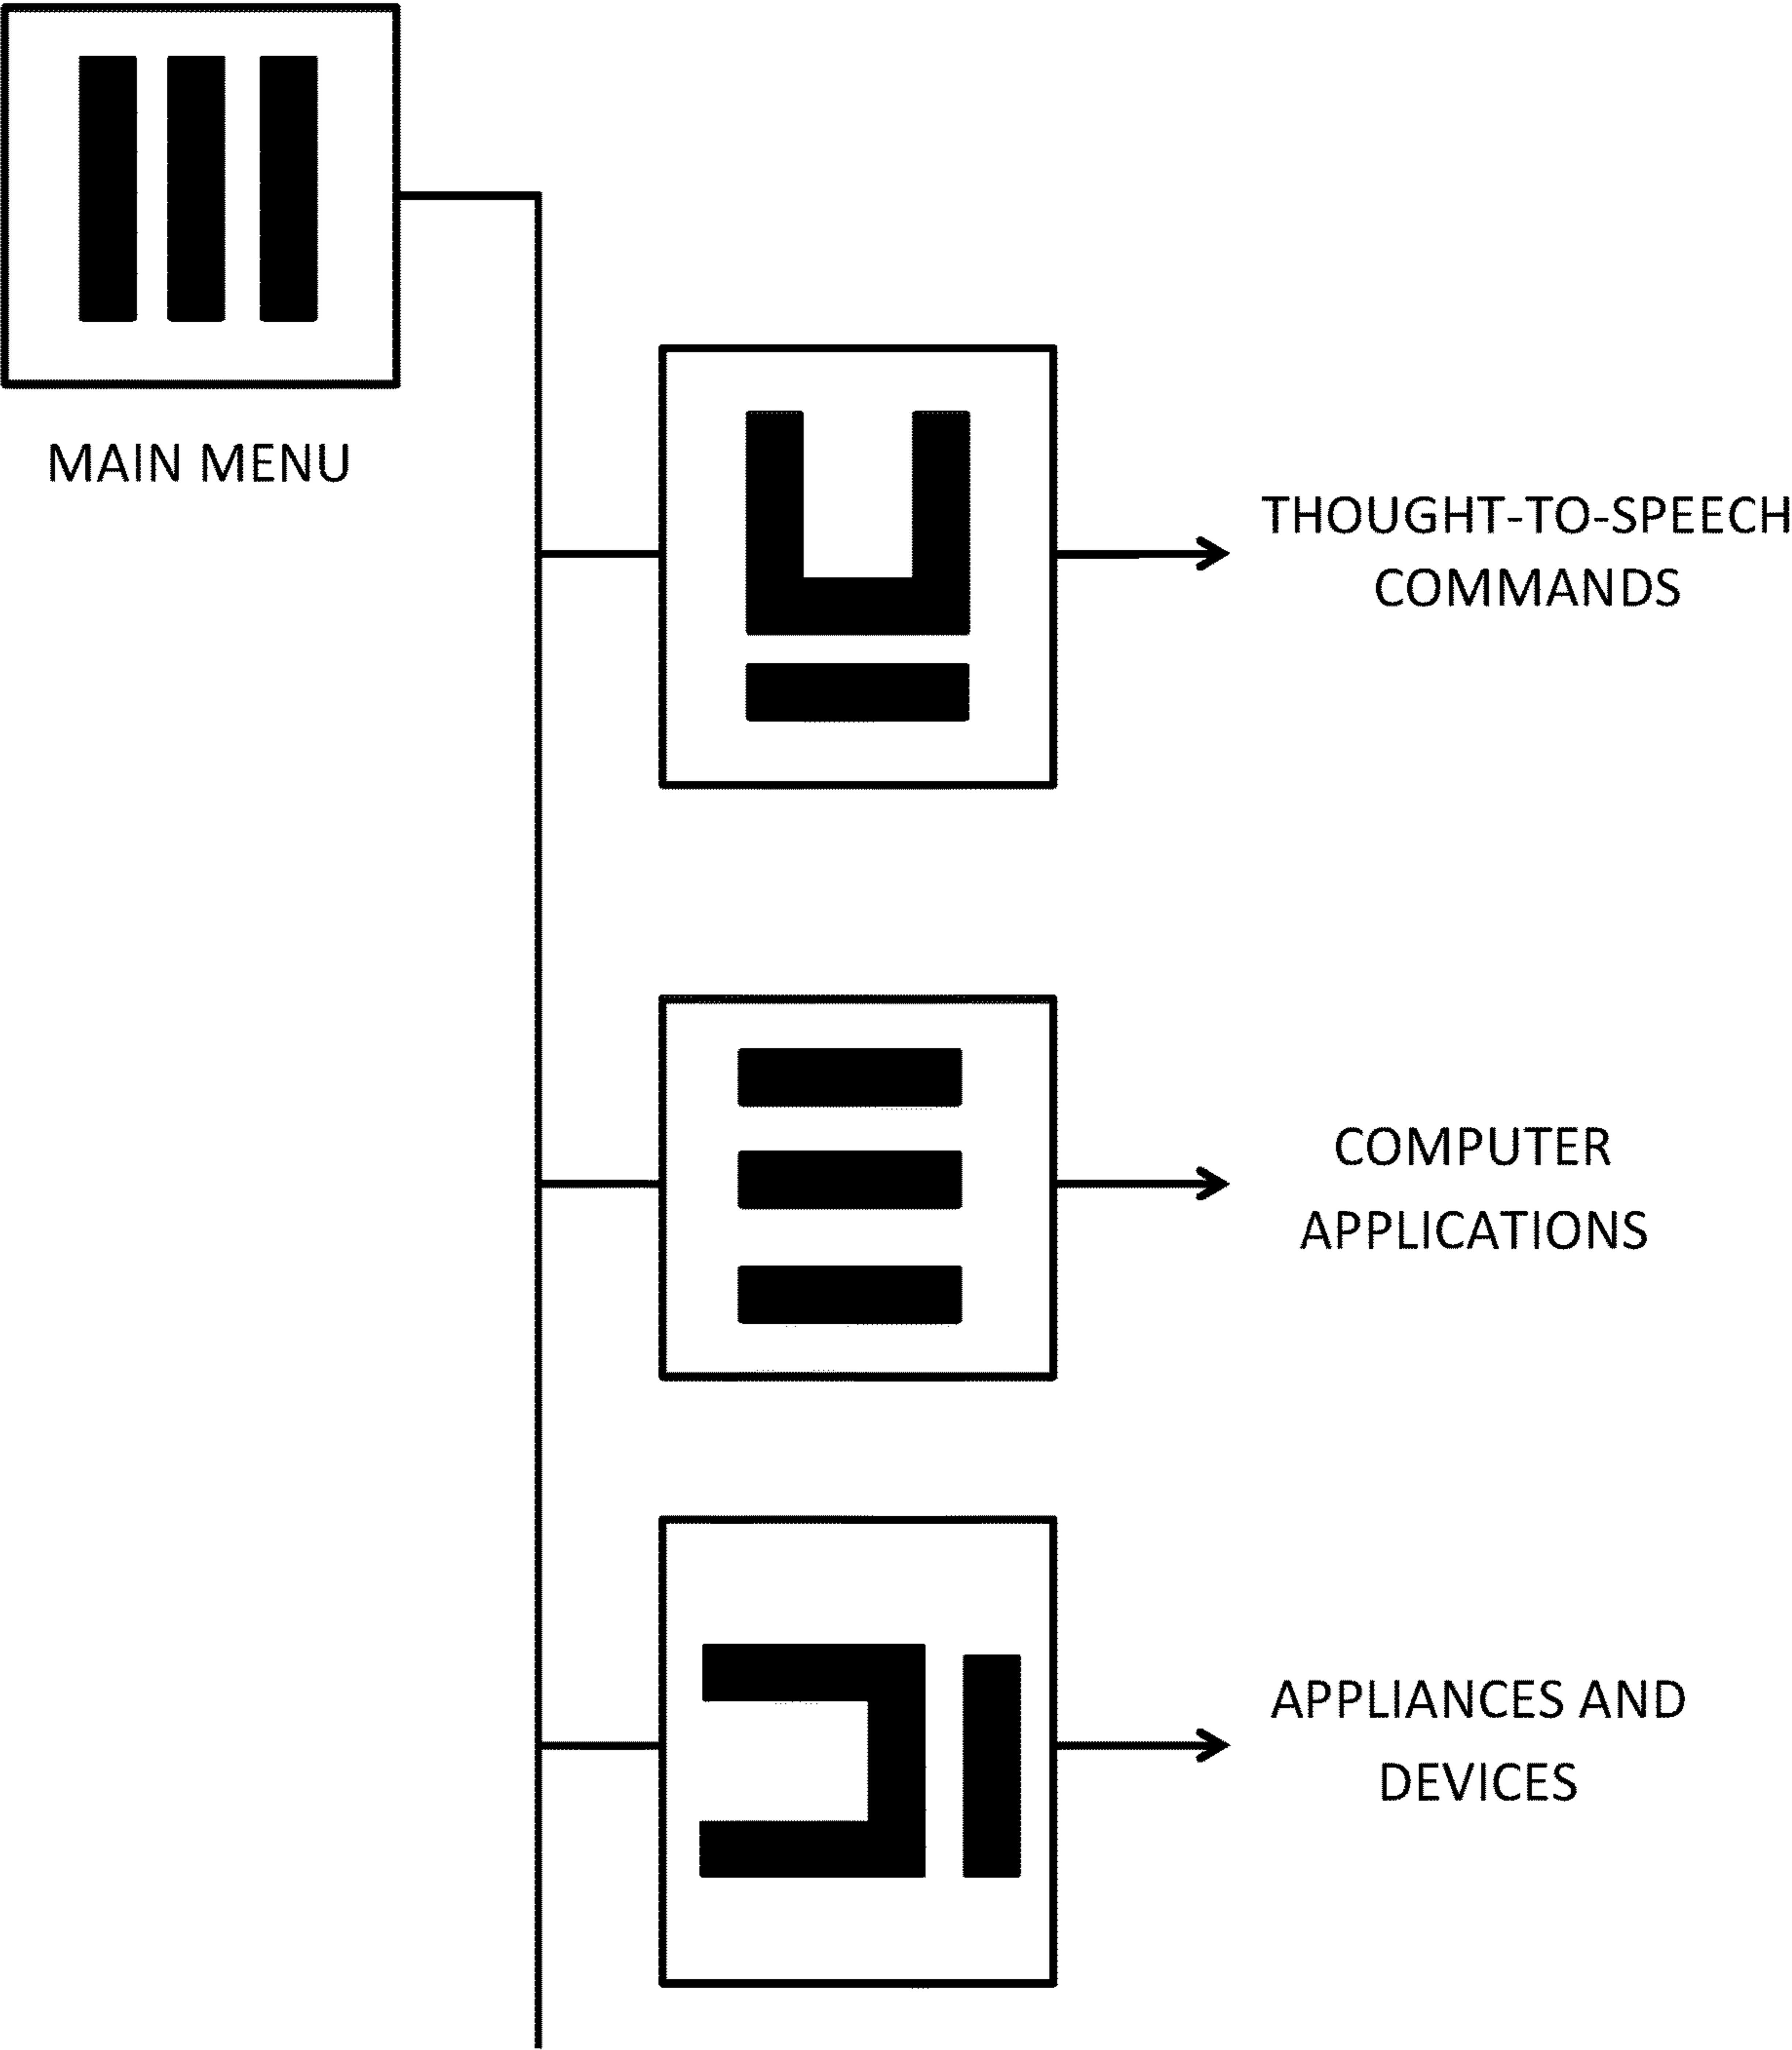 MAIN MENU
THOUGHT-TO-SPEECH
COMMANDS
COMPUTER
APPLICATIONS
APPLIANCES AND
DEVICES